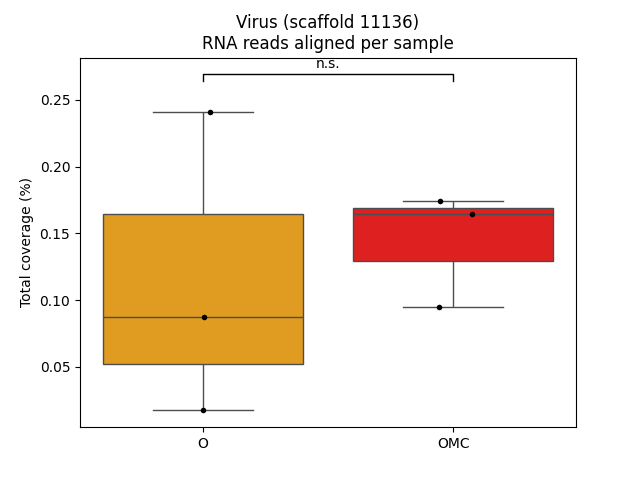 Virus (scaffold 11136)
RNA reads aligned per sample
n.s.
Total coverage (%)
0.25
0.20
0.15
0.10
0.05
O
OMC